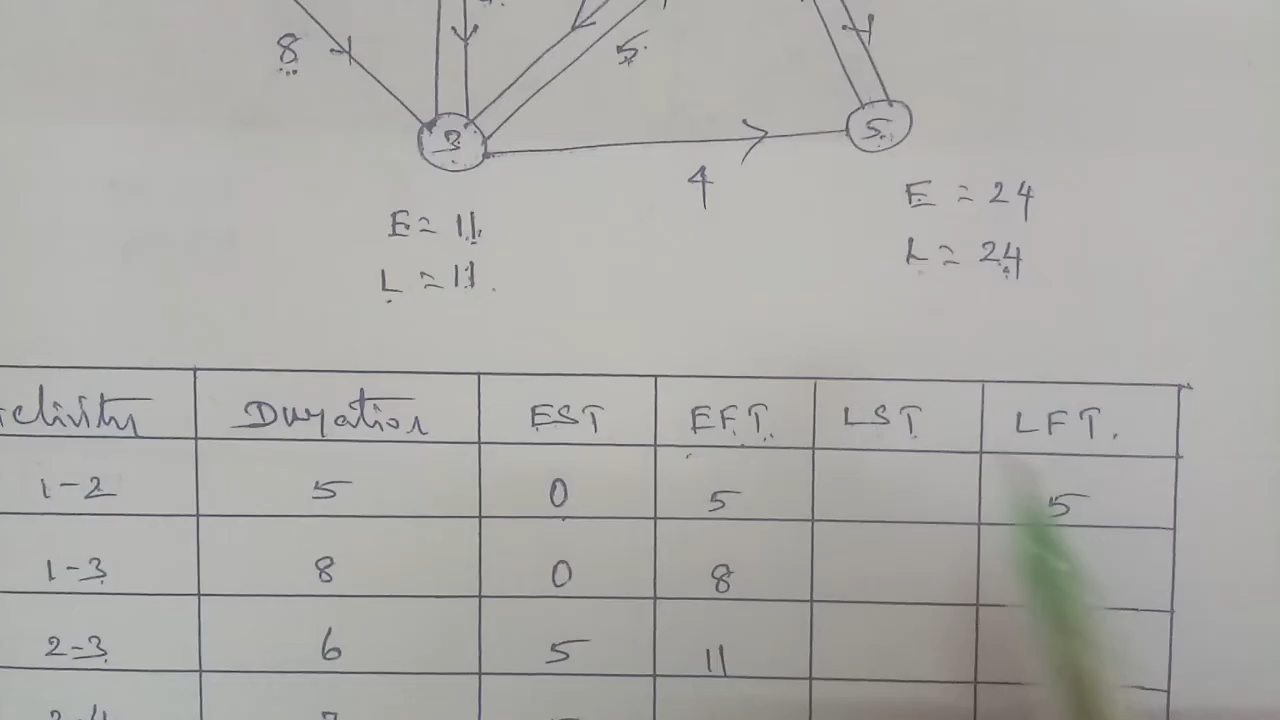 8
5
3
5
4
E = 11
L = 11
E = 24
L = 24
ctivity Duration EST EFT. LST LFT.
1-2 5 0 5 5
1-3 8 0 8
2-3 6 5 11